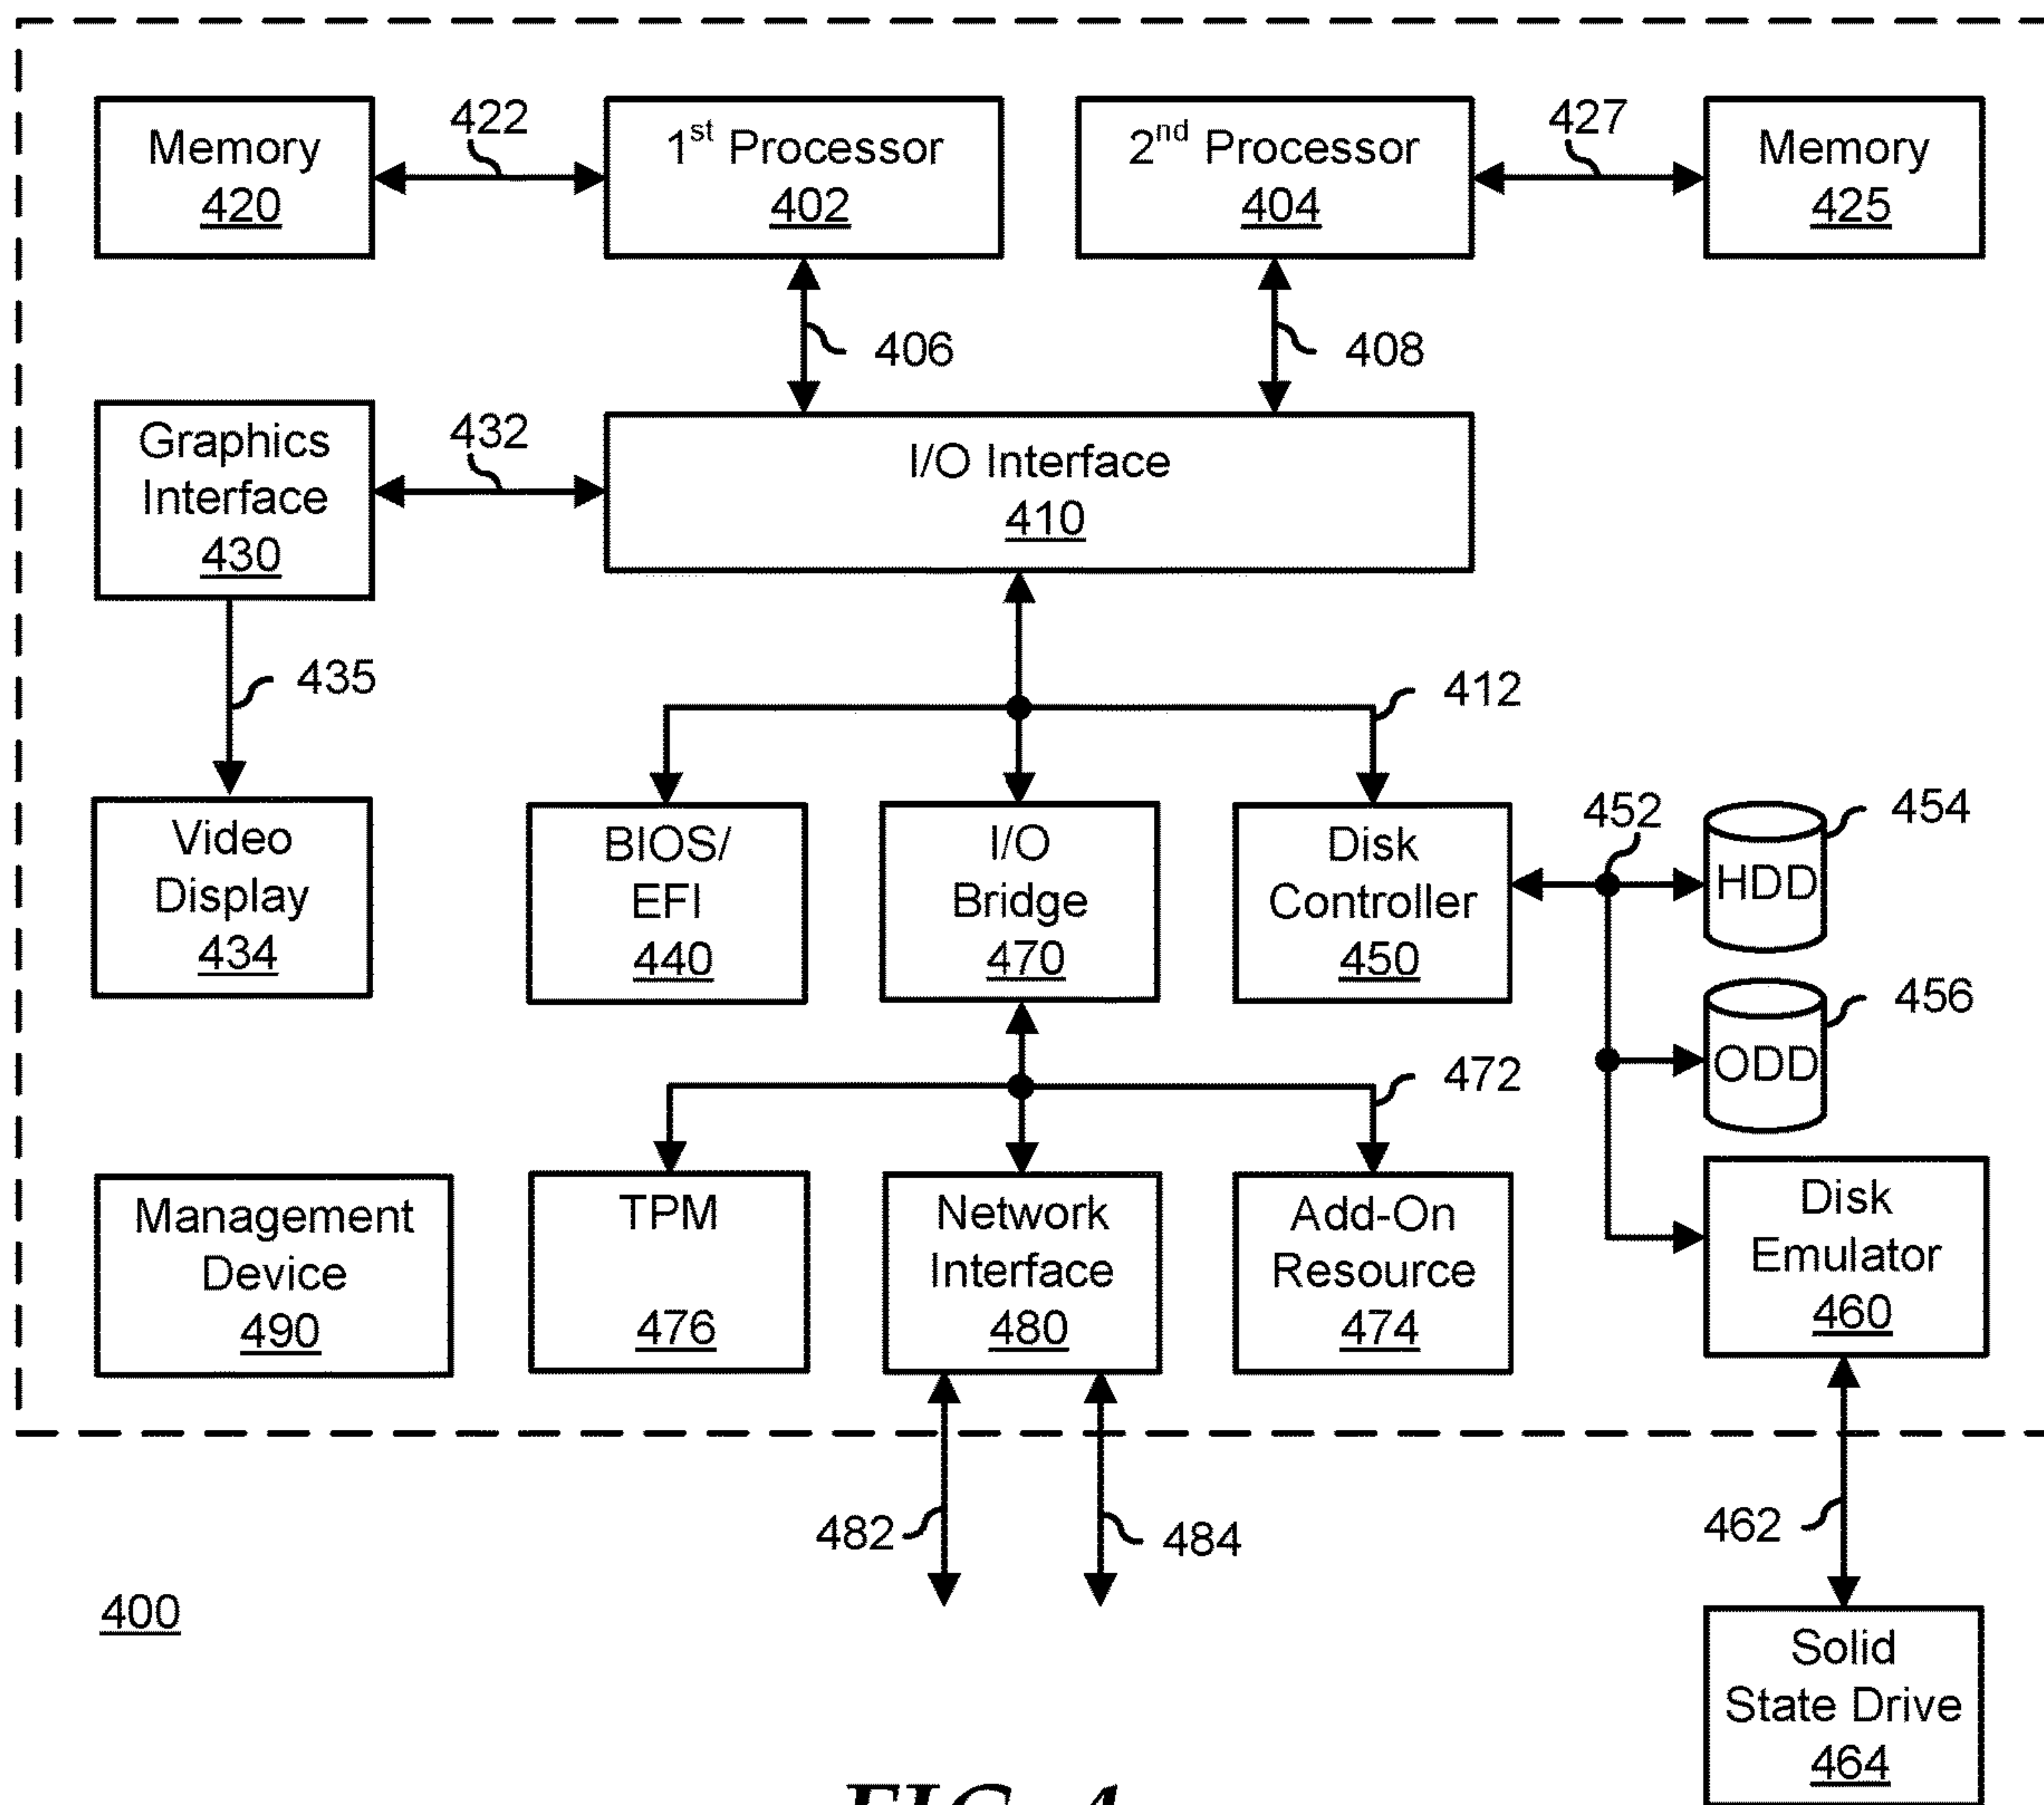 Memory
420
422
1st Processor
402
2nd Processor
404
427
Memory
425
406
408
Graphics
Interface
430
432
I/O Interface
410
435
412
Video
Display
434
BIOS/
EFI
440
I/O
Bridge
470
Disk
Controller
450
452
HDD
454
ODD
456
472
Management
Device
490
TPM
476
Network
Interface
480
Add-On
Resource
474
Disk
Emulator
460
482
484
462
400
Solid
State Drive
464
FIG. 4